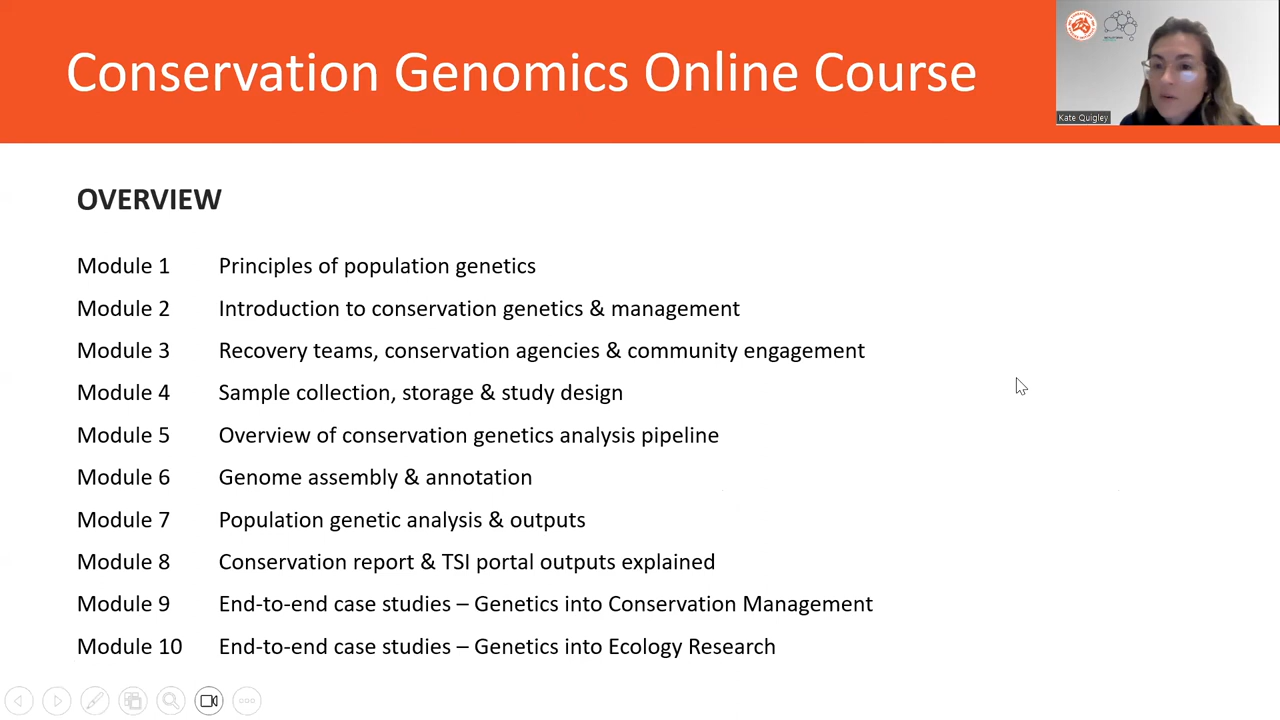 Conservation Genomics Online Course
Kate Quigley
OVERVIEW
Module 1 Principles of population genetics
Module 2 Introduction to conservation genetics & management
Module 3 Recovery teams, conservation agencies & community engagement
Module 4 Sample collection, storage & study design
Module 5 Overview of conservation genetics analysis pipeline
Module 6 Genome assembly & annotation
Module 7 Population genetic analysis & outputs
Module 8 Conservation report & TSI portal outputs explained
Module 9 End-to-end case studies – Genetics into Conservation Management
Module 10 End-to-end case studies – Genetics into Ecology Research